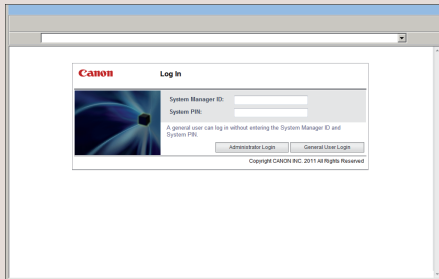 Canon Log In
System Manager ID:
System PIN:
A general user can log in without entering the System Manager ID and
System PIN.
Administrator Login General User Login
Copyright CANON INC. 2011 All Rights Reserved